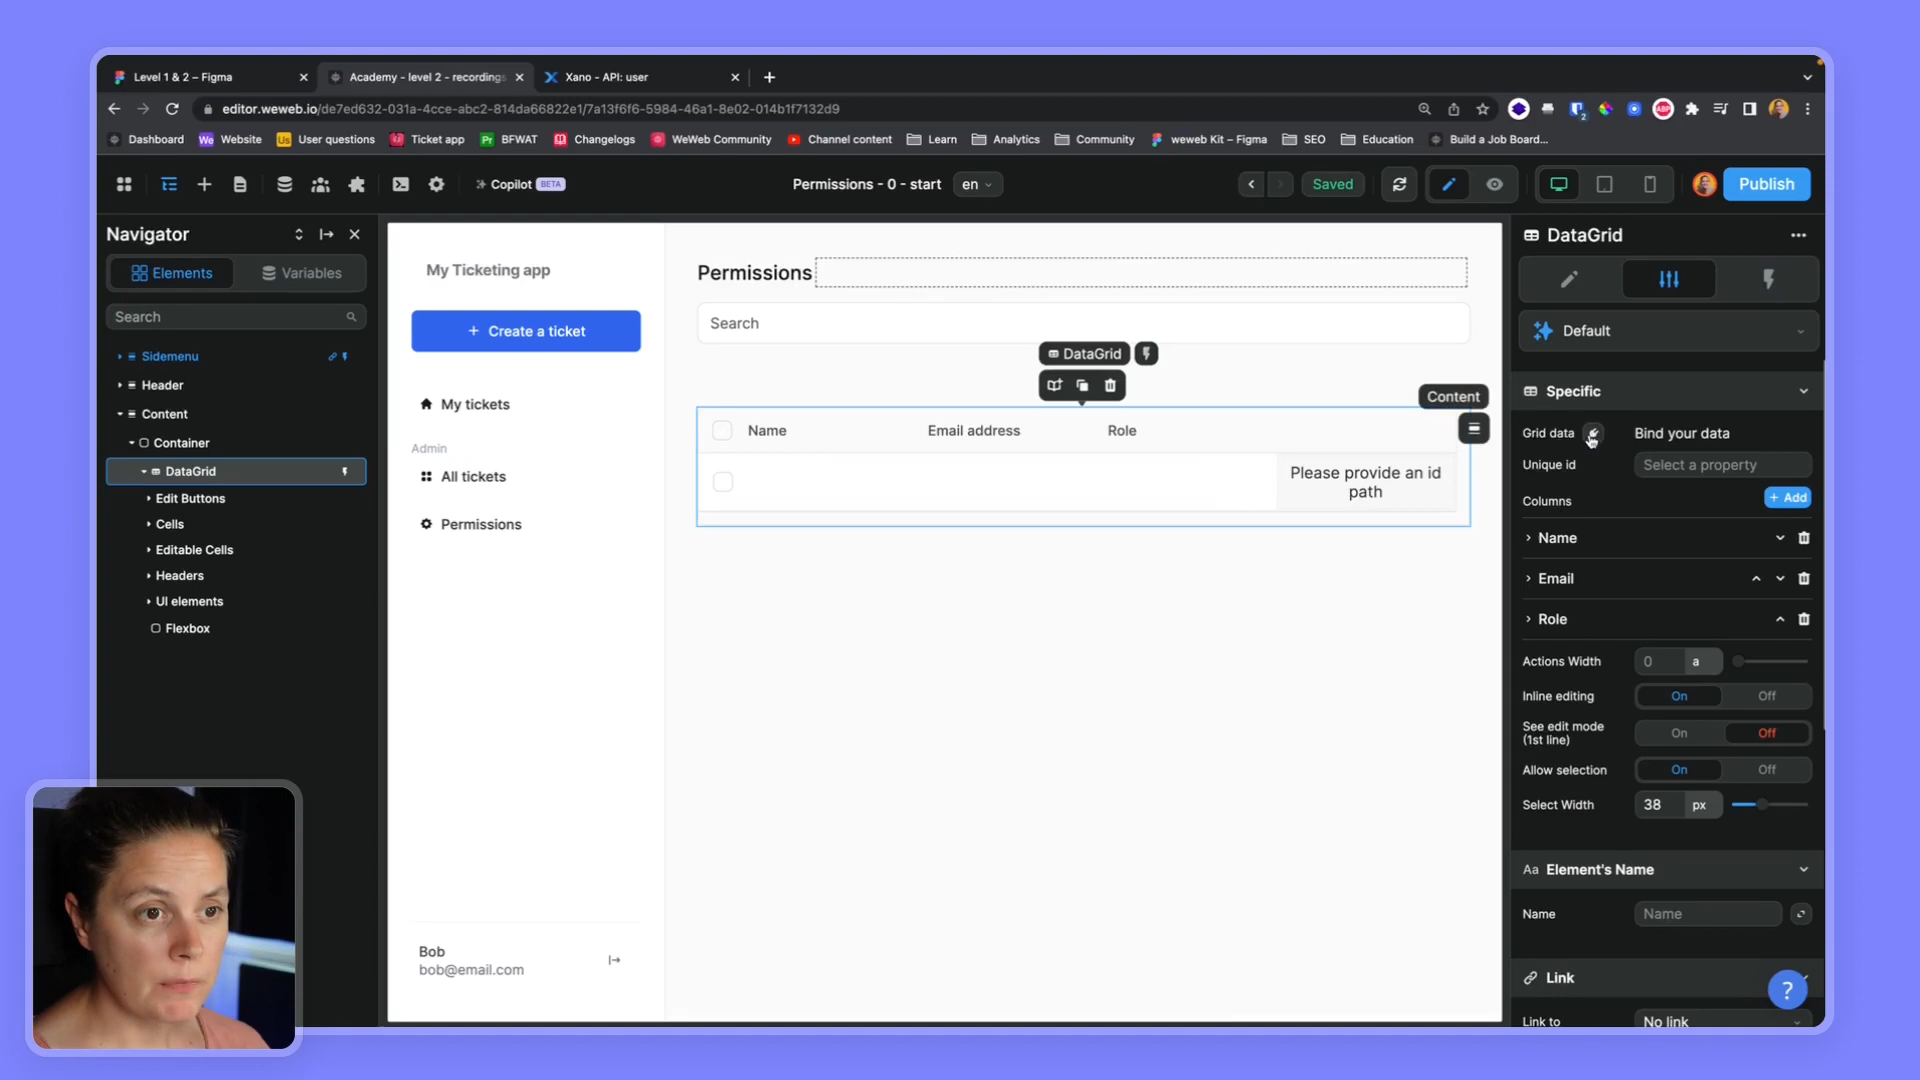 Level 1 & 2 – Figma
Academy - level 2 - recordings
Xano - API: user
editor.weweb.io/de7ed632-031a-4cce-abc2-814da66822e1/7a13f6f6-5984-46a1-8e02-014b1f7132d9
Dashboard
We Website
Us User questions
Ticket app
Pr BFWAT
Changelogs
WeWeb Community
Channel content
Learn
Analytics
Community
weweb Kit – Figma
SEO
Education
Build a Job Board...
Copilot BETA
Permissions - 0 - start
en
Saved
Publish
Navigator
Elements
Variables
Search
Sidemenu
Header
Content
Container
DataGrid
Edit Buttons
Cells
Editable Cells
Headers
UI elements
Flexbox
My Ticketing app
+ Create a ticket
My tickets
Admin
All tickets
Permissions
Bob
bob@email.com
Permissions
Search
DataGrid
Content
Name
Email address
Role
Please provide an id
path
DataGrid
Default
Specific
Grid data
Bind your data
Unique id
Select a property
Columns
+ Add
Name
Email
Role
Actions Width
0
a
Inline editing
On
Off
See edit mode
(1st line)
On
Off
Allow selection
On
Off
Select Width
38
px
Aa Element's Name
Name
Name
Link
?
Link to
No link